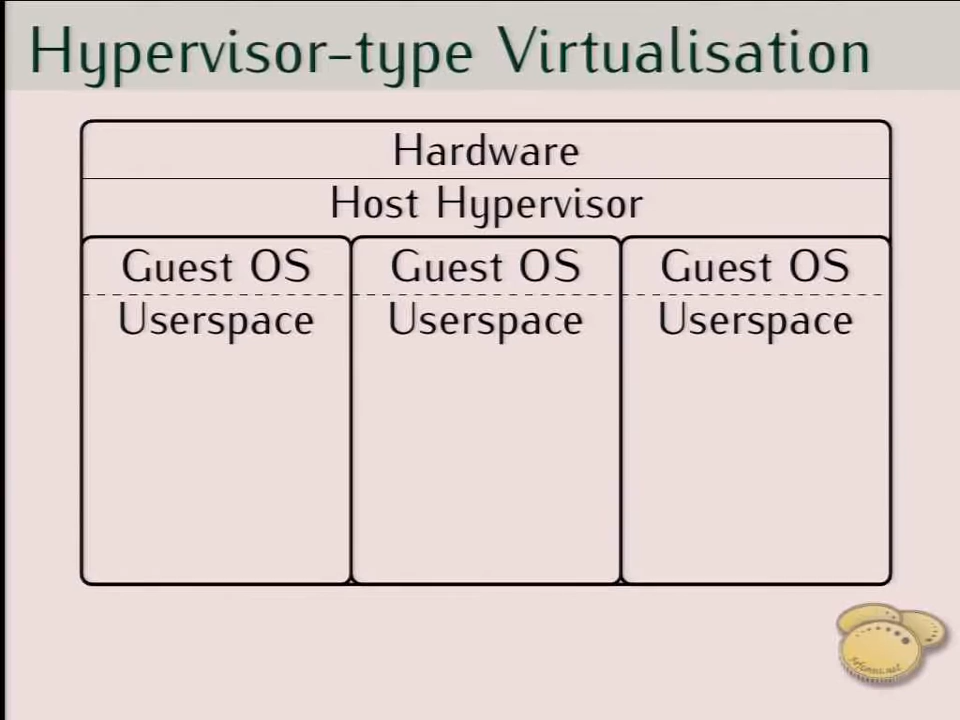 Hypervisor-type Virtualisation
Hardware
Host Hypervisor
Guest OS Guest OS Guest OS
Userspace Userspace Userspace